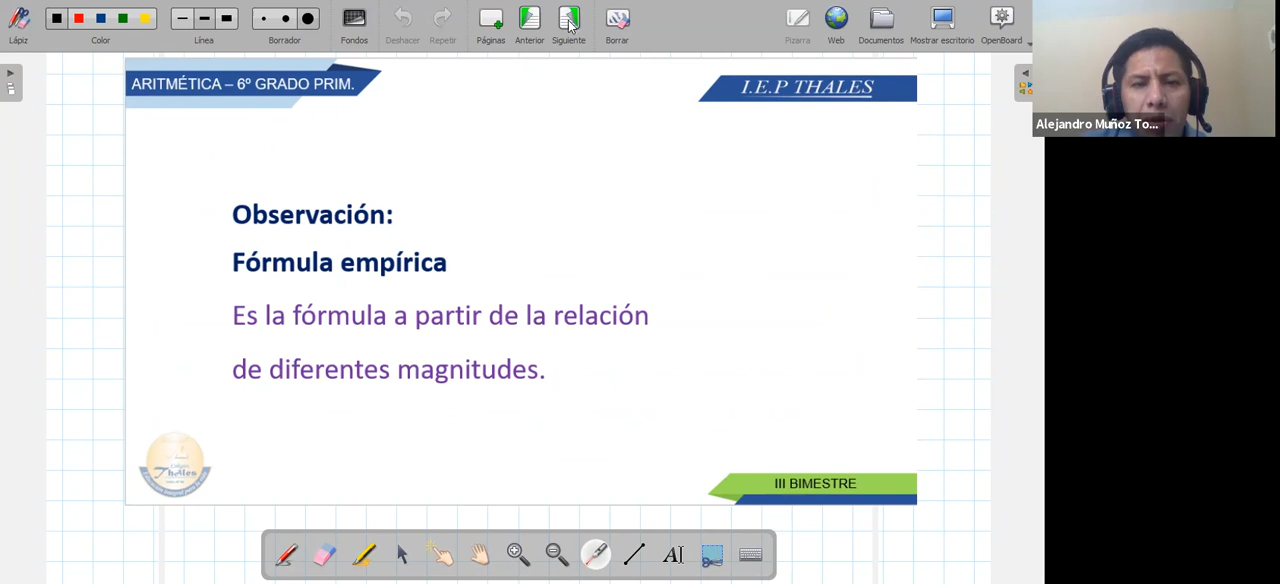 Lápiz
Color
Línea
Borrador
Fondos
Deshacer
Repetir
Páginas
Anterior
Siguiente
Borrar
Pizarra
Web
Documentos
Mostrar escritorio
OpenBoard
Alejandro Muñoz To...
ARITMÉTICA – 6º GRADO PRIM.
I.E.P THALES
Observación:
Fórmula empírica
Es la fórmula a partir de la relación
de diferentes magnitudes.
Thales
III BIMESTRE
AI